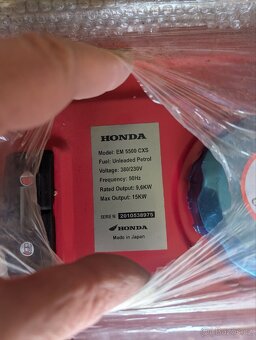 HONDA
Model: EM 5500 CXS
Fuel: Unleaded Petrol
Voltage: 380/230V
Frequency: 50Hz
Rated Output: 9,6KW
Max Output: 15KW
SERIE N: 2010538975
HONDA
Made in Japan